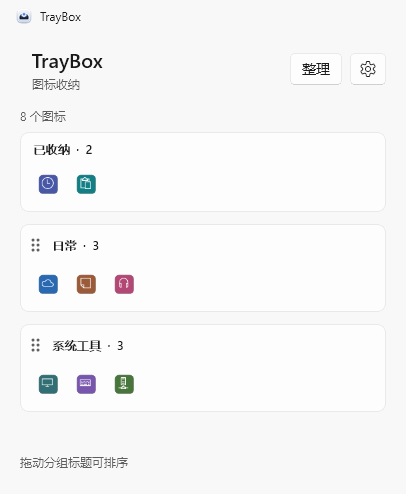 TrayBox
TrayBox
整理
图标收纳
8 个图标
已收纳 · 2
日常 · 3
系统工具 · 3
拖动分组标题可排序